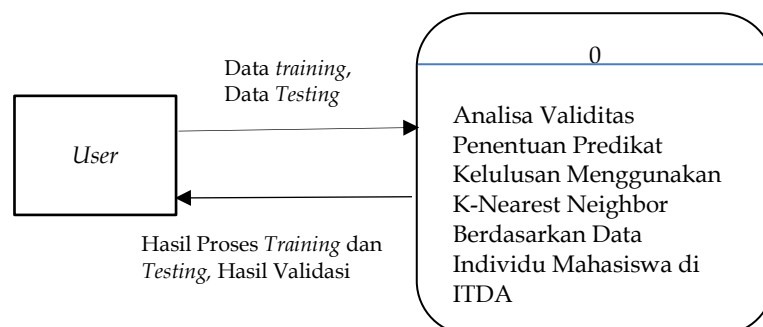 Data training,
Data Testing
User
Hasil Proses Training dan
Testing, Hasil Validasi
0
Analisa Validitas
Penentuan Predikat
Kelulusan Menggunakan
K-Nearest Neighbor
Berdasarkan Data
Individu Mahasiswa di
ITDA